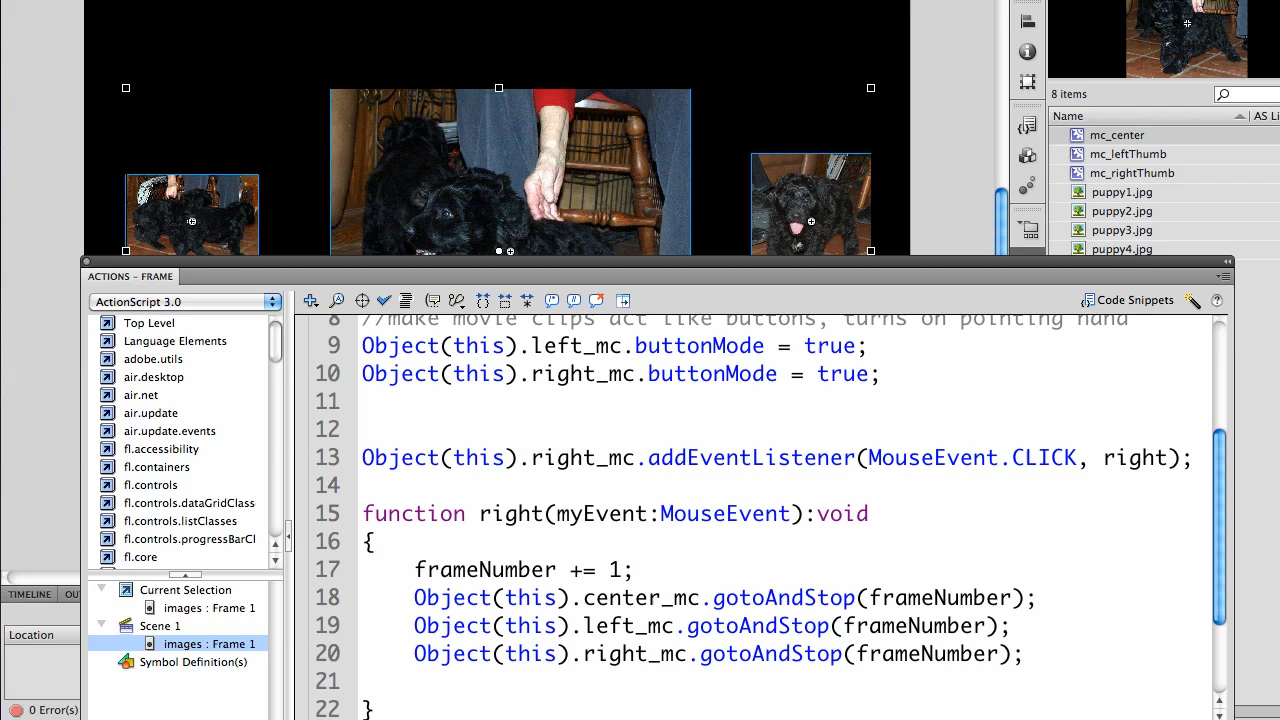 8 items
Name AS Li
mc_center
mc_leftThumb
mc_rightThumb
puppy1.jpg
puppy2.jpg
puppy3.jpg
puppy4.jpg
ACTIONS - FRAME
ActionScript 3.0
Code Snippets
Top Level
Language Elements
adobe.utils
air.desktop
air.net
air.update
air.update.events
fl.accessibility
fl.containers
fl.controls
fl.controls.dataGridClass
fl.controls.listClasses
fl.controls.progressBarCl
fl.core
Current Selection
images : Frame 1
Scene 1
images : Frame 1
Symbol Definition(s)
8 //make movie clips act like buttons, turns on pointing hand
9 Object(this).left_mc.buttonMode = true;
10 Object(this).right_mc.buttonMode = true;
11
12
13 Object(this).right_mc.addEventListener(MouseEvent.CLICK, right);
14
15 function right(myEvent:MouseEvent):void
16 {
17 frameNumber += 1;
18 Object(this).center_mc.gotoAndStop(frameNumber);
19 Object(this).left_mc.gotoAndStop(frameNumber);
20 Object(this).right_mc.gotoAndStop(frameNumber);
21
22 }
TIMELINE OU
Location
0 Error(s)